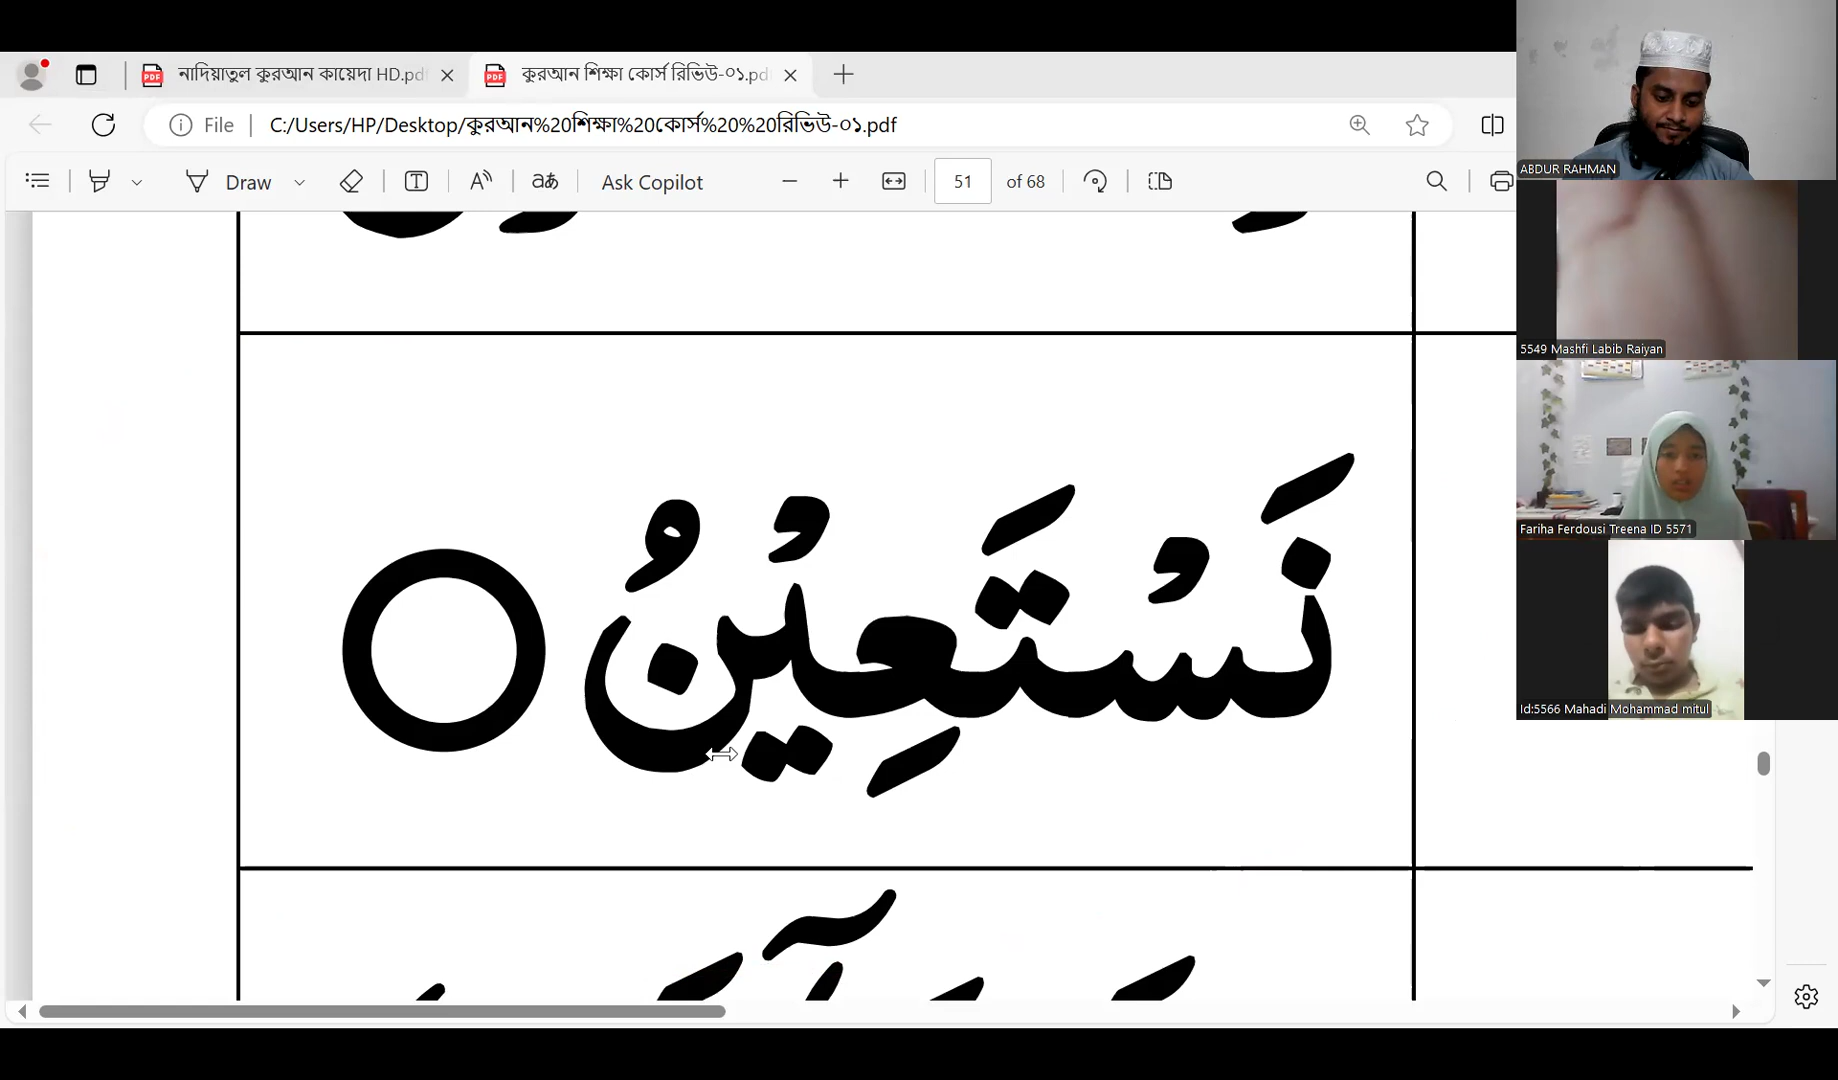 নাদিয়াতুল কুরআন কায়েদা HD.pdf
কুরআন শিক্ষা কোর্স রিভিউ-০১.pd
File
C:/Users/HP/Desktop/কুরআন%20শিক্ষা%20কোর্স%20%20রিভিউ-০১.pdf
Draw
Ask Copilot
51 of 68
نَسْتَعِيْنُ ○
ABDUR RAHMAN
5549 Mashfi Labib Raiyan
Fariha Ferdousi Treena ID 5571
Id:5566 Mahadi Mohammad mitul